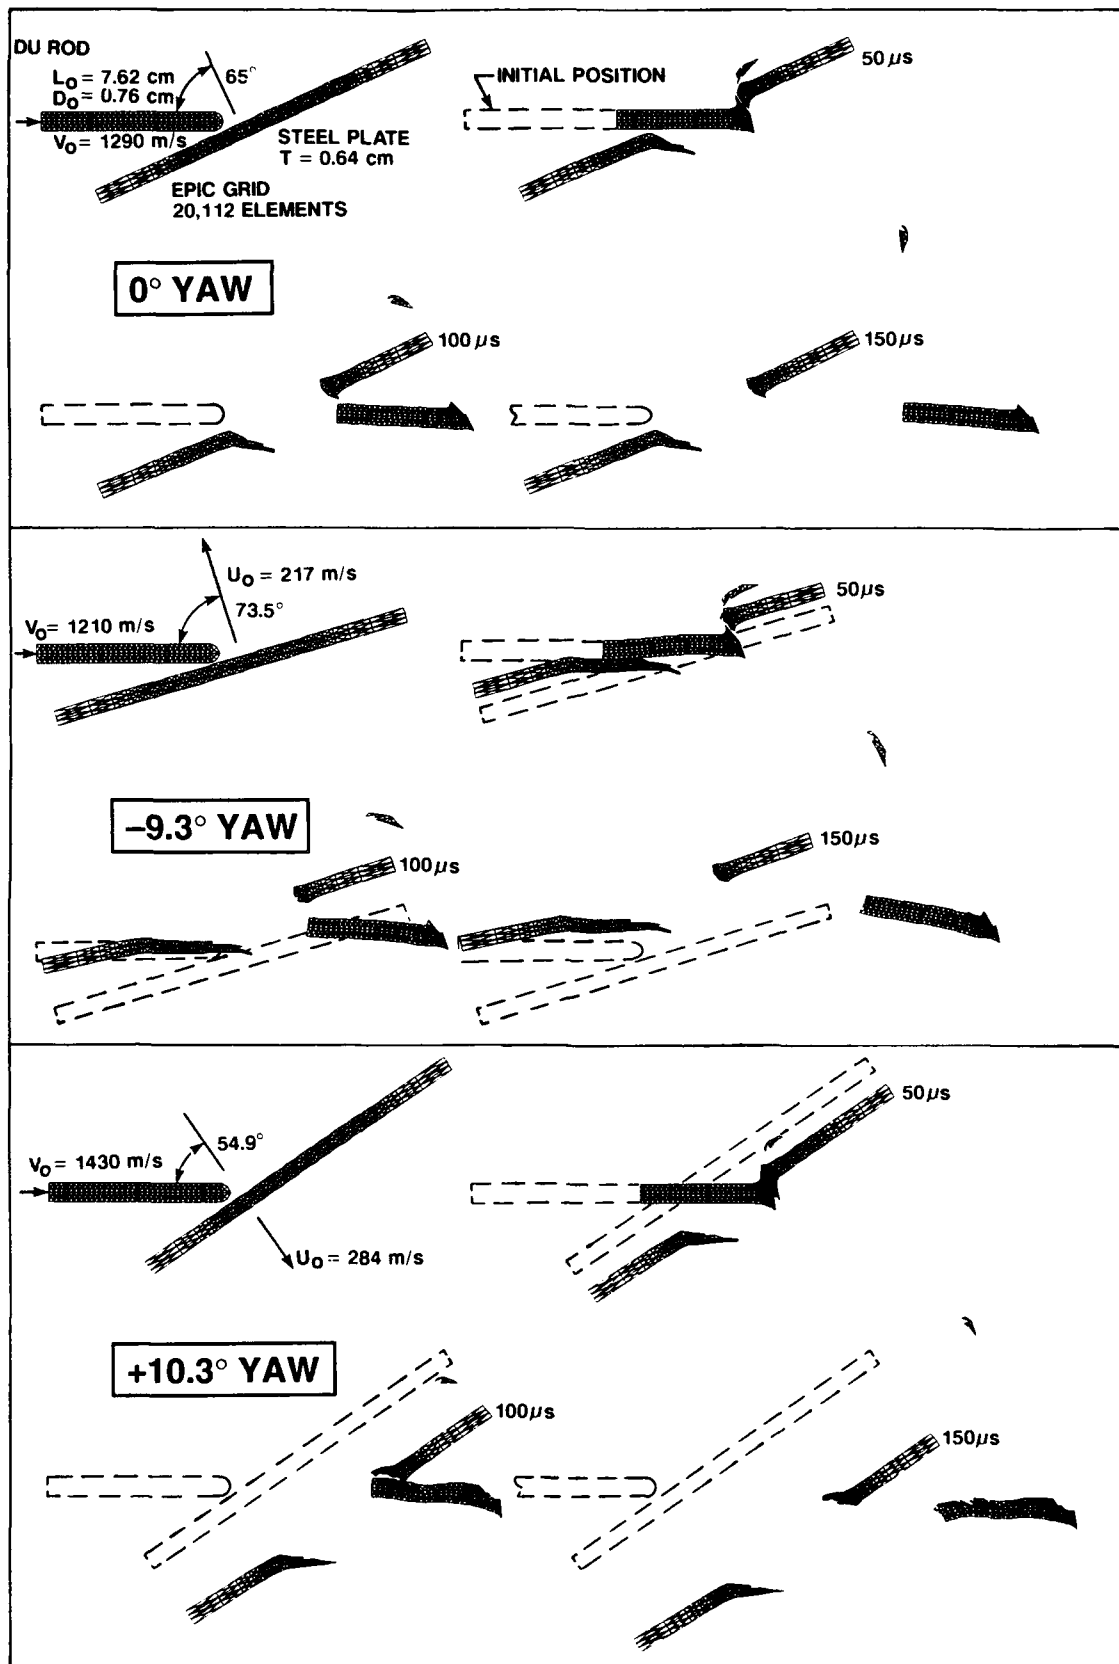 DU ROD
L₀ = 7.62 cm
D₀ = 0.76 cm
65°
V₀ = 1290 m/s
STEEL PLATE
T = 0.64 cm
EPIC GRID
20,112 ELEMENTS
INITIAL POSITION
50 μs
0° YAW
100 μs
150 μs
U₀ = 217 m/s
73.5°
V₀ = 1210 m/s
50 μs
–9.3° YAW
100 μs
150 μs
54.9°
V₀ = 1430 m/s
U₀ = 284 m/s
50 μs
+10.3° YAW
100 μs
150 μs